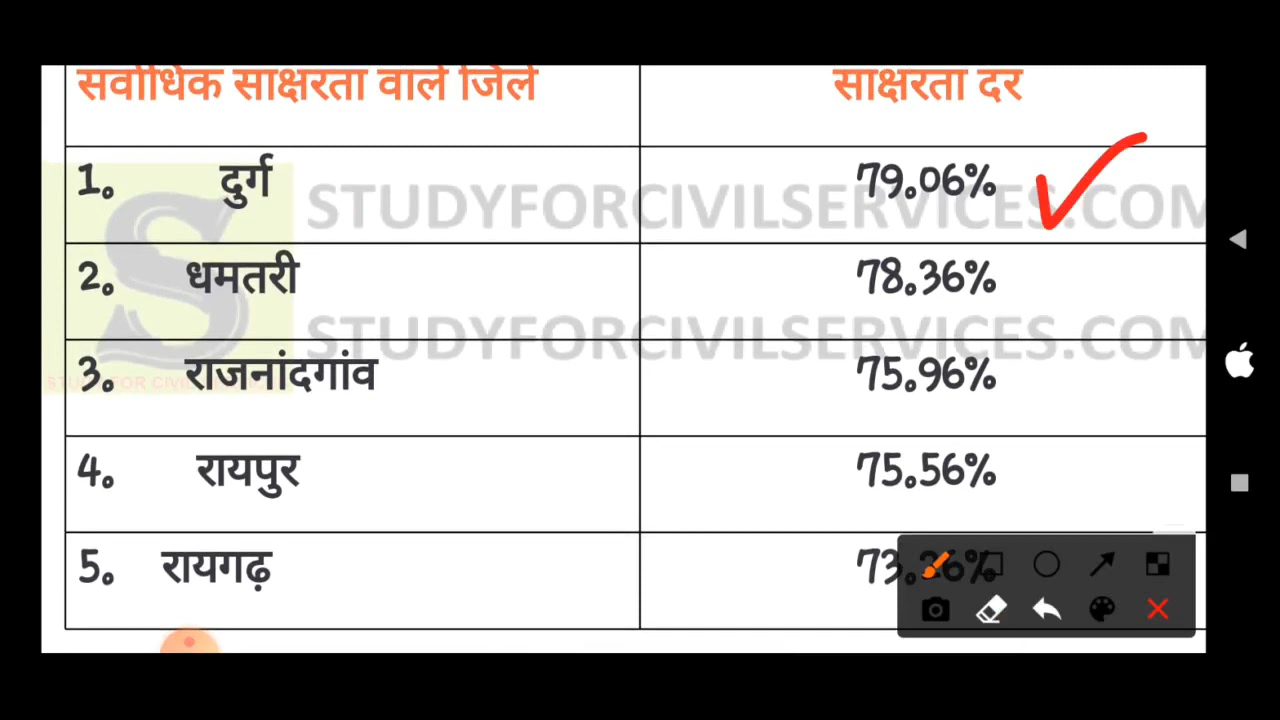 सर्वाधिक साक्षरता वाले जिले साक्षरता दर
1. दुर्ग 79.06%
STUDYFORCIVILSERVICES.COM
2. धमतरी 78.36%
STUDYFORCIVILSERVICES.COM
3. राजनांदगांव 75.96%
4. रायपुर 75.56%
5. रायगढ़